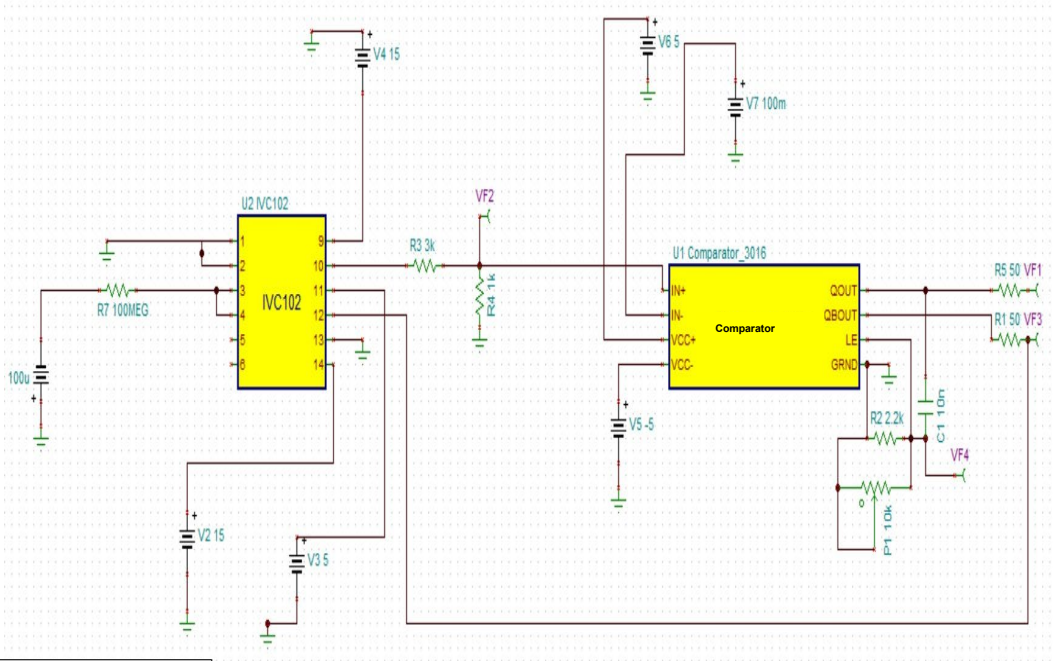 V6 5
V4 15
V7 100m
VF2
U2 IVC102
R3 3k
U1 Comparator_3016
R4 1k
R5 50 VF1
R1 50 VF3
R7 100MEG
IVC102
1
2
3
4
5
6
9
10
11
12
13
14
IN+
IN-
VCC+
VCC-
Comparator
QOUT
QBOUT
LE
GRND
100u
V5 -5
R2 2.2k
C1 10n
VF4
P1 10k
V2 15
V3 5